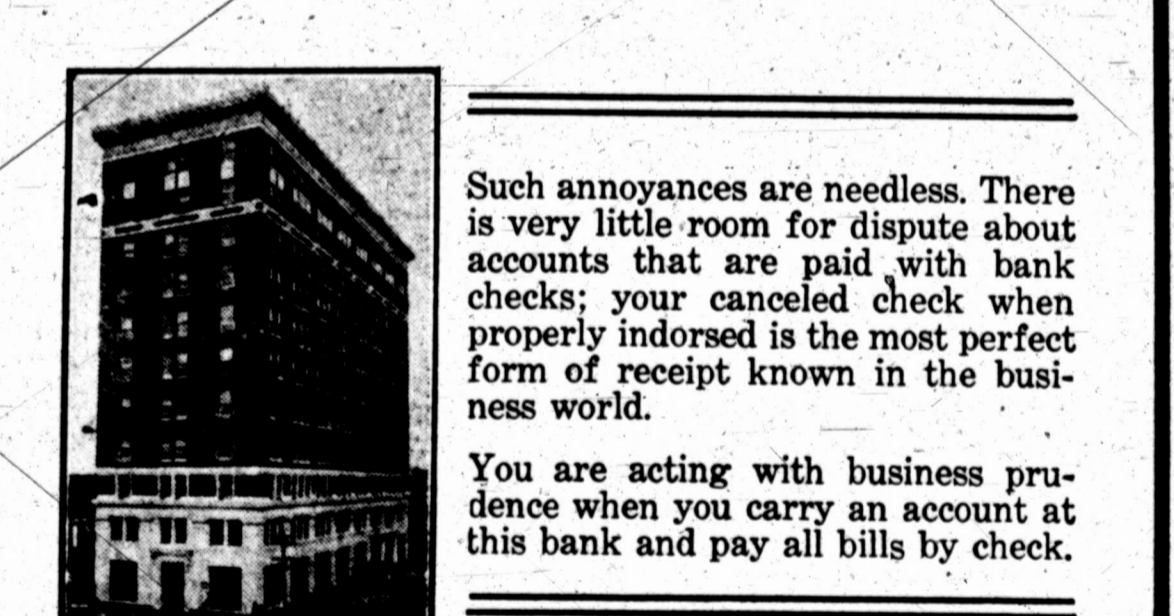 Such annoyances are needless. There
is very little room for dispute about
accounts that are paid with bank
checks; your canceled check when
properly indorsed is the most perfect
form of receipt known in the busi-
ness world.
You are acting with business pru-
dence when you carry an account at
this bank and pay all bills by check.